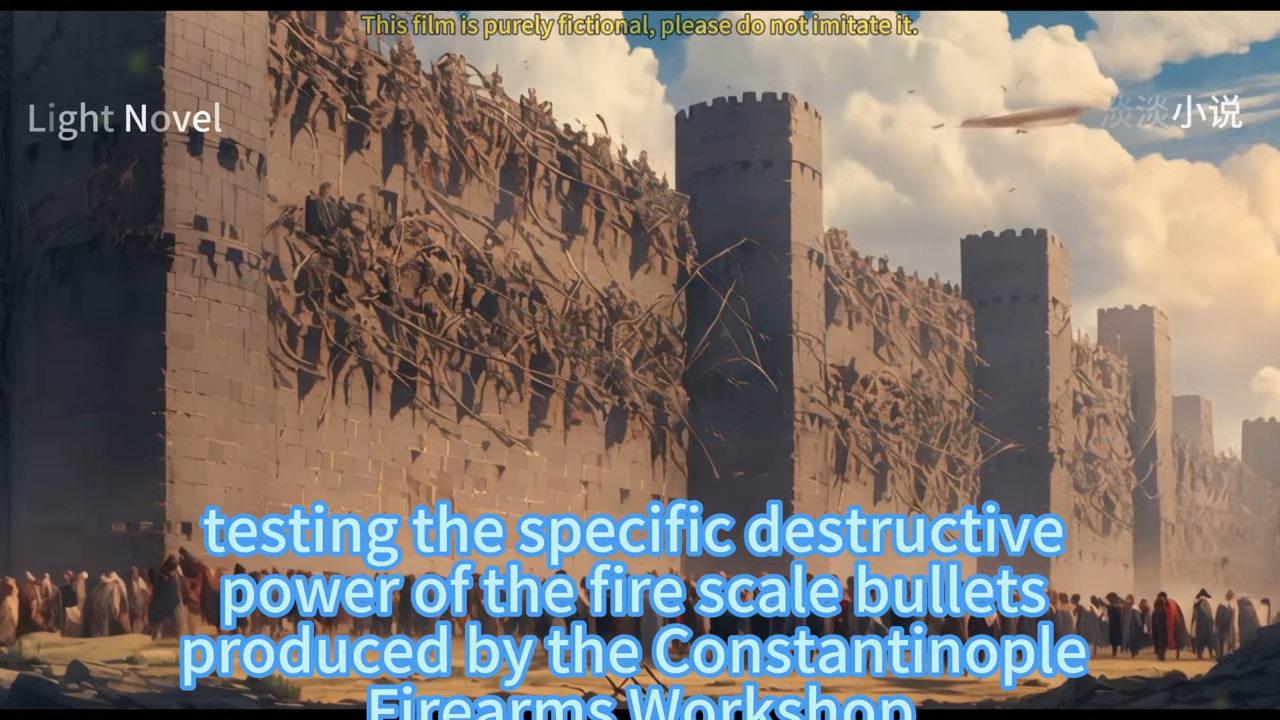 This film is purely fictional, please do not imitate it.
Light Novel
淡淡小说
testing the specific destructive
power of the fire scale bullets
produced by the Constantinople
Firearms Workshop